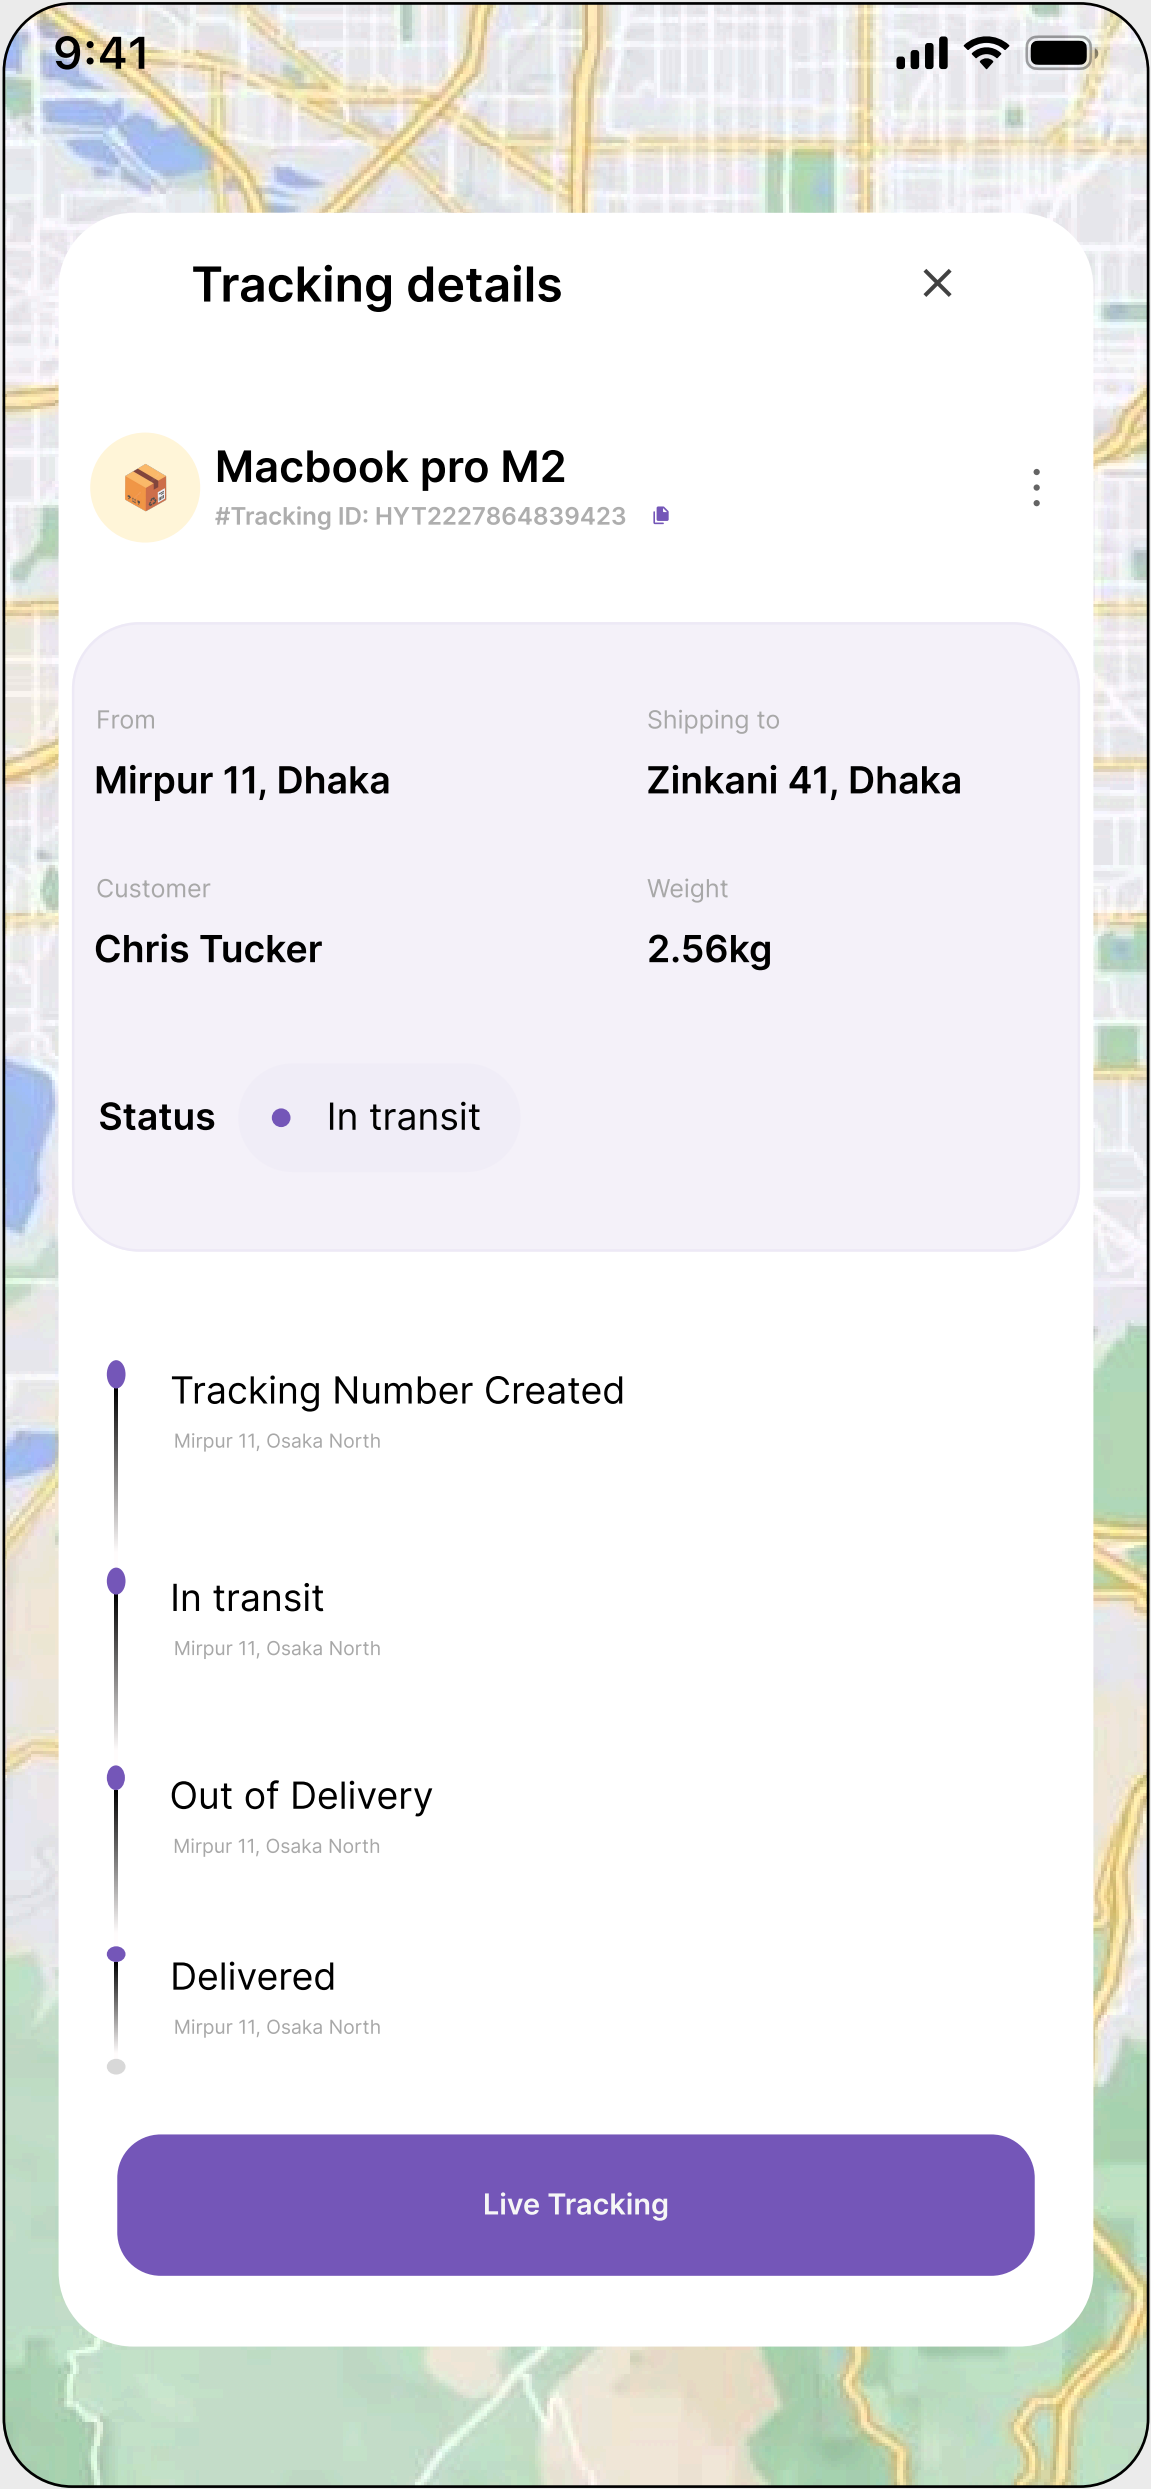 9:41
Tracking details
Macbook pro M2
#Tracking ID: HYT2227864839423
From
Shipping to
Mirpur 11, Dhaka
Zinkani 41, Dhaka
Customer
Weight
Chris Tucker
2.56kg
Status
In transit
Tracking Number Created
Mirpur 11, Osaka North
In transit
Mirpur 11, Osaka North
Out of Delivery
Mirpur 11, Osaka North
Delivered
Mirpur 11, Osaka North
Live Tracking